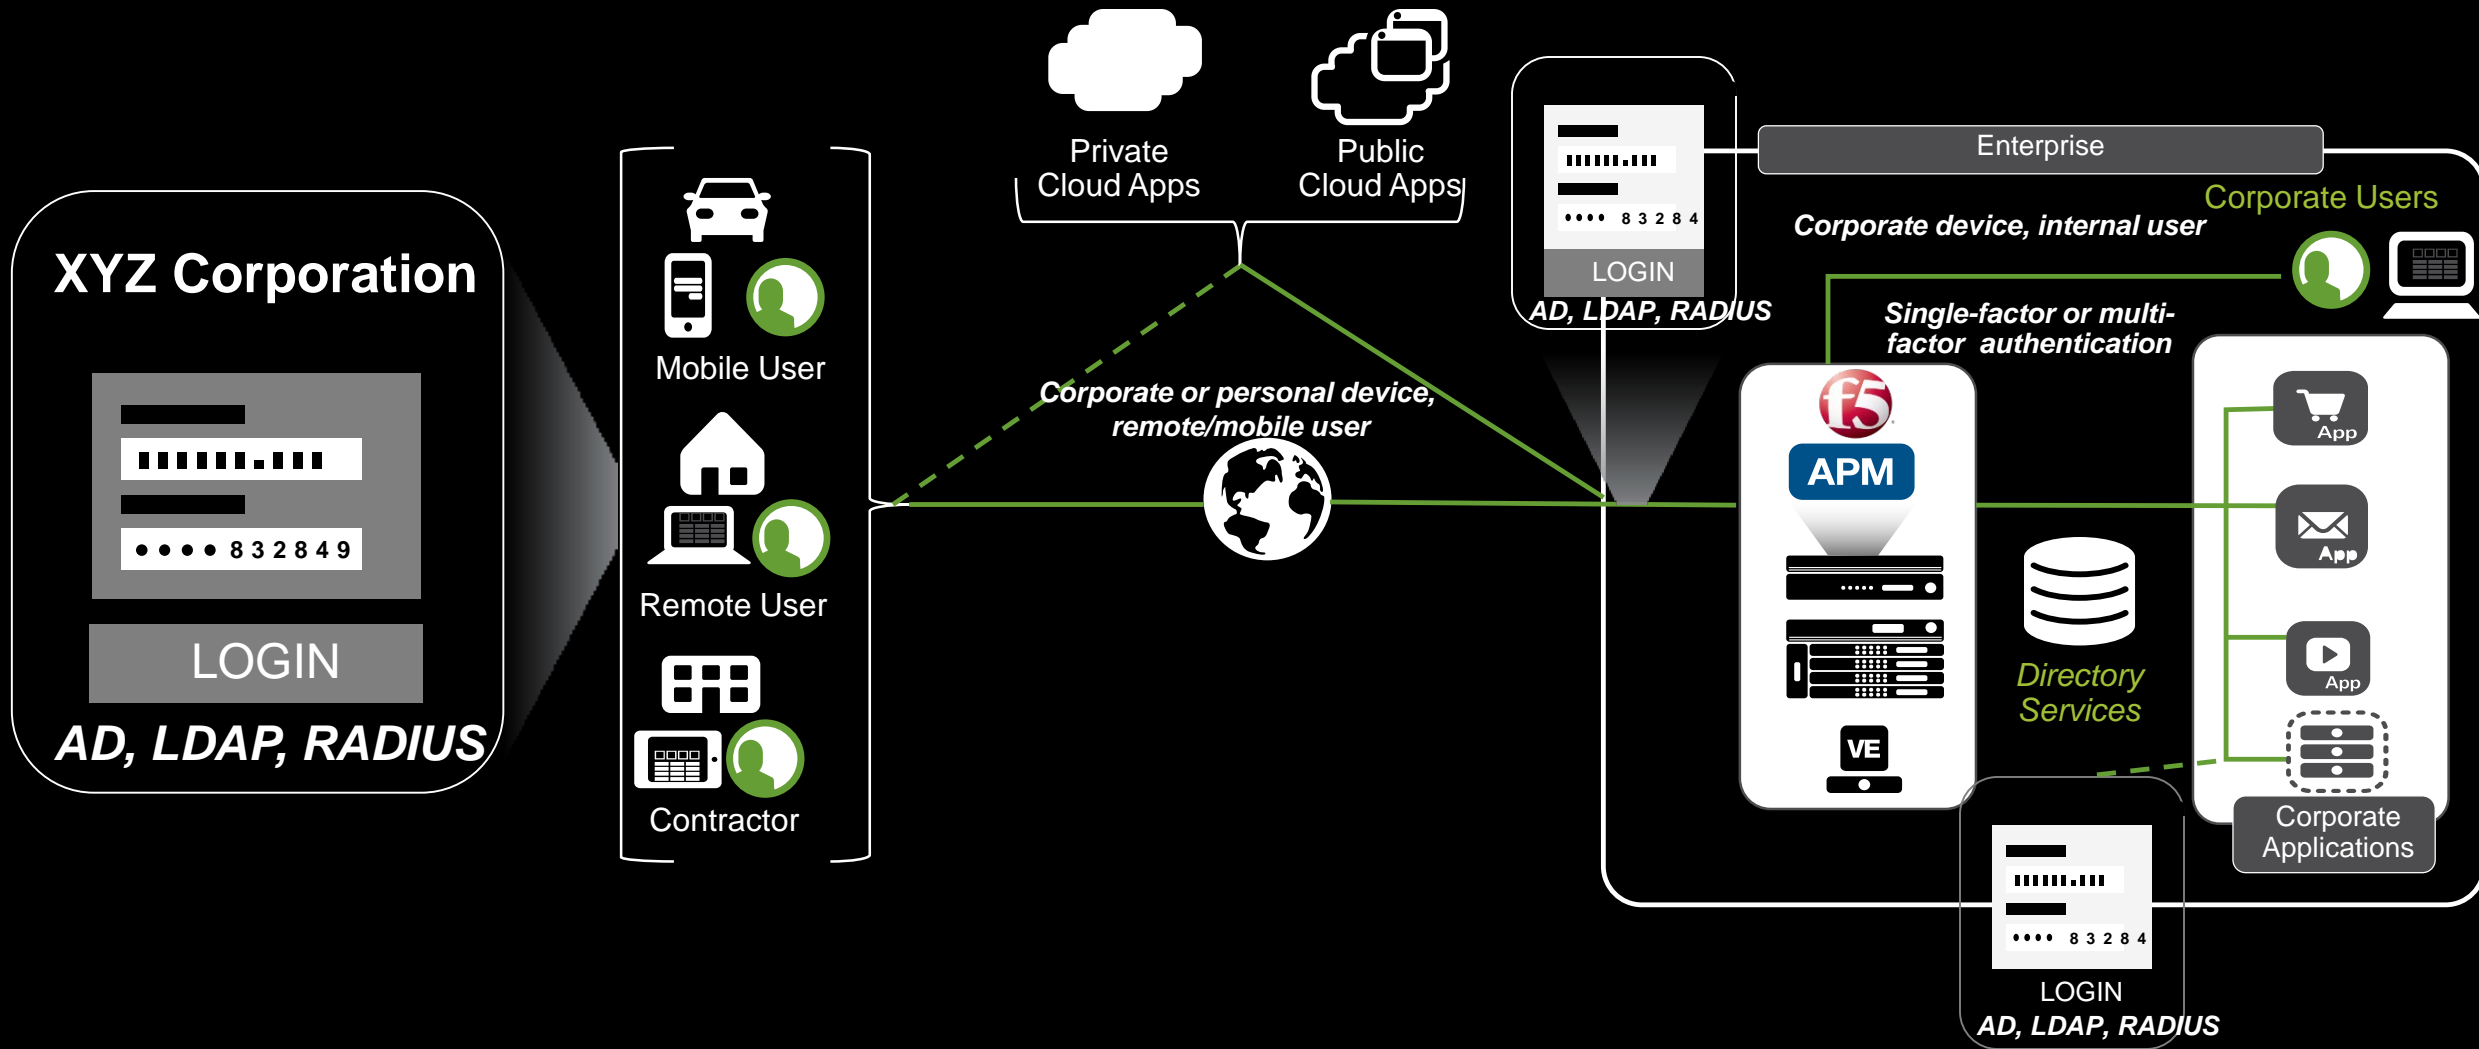 XYZ Corporation
832849
LOGIN
AD, LDAP, RADIUS
Mobile User
Remote User
Contractor
Private
Cloud Apps
Public
Cloud Apps
Corporate or personal device,
remote/mobile user
83284
LOGIN
AD, LDAP, RADIUS
Enterprise
Corporate Users
Corporate device, internal user
Single-factor or multi-
factor authentication
f5
APM
VE
Directory
Services
App
App
App
Corporate
Applications
83284
LOGIN
AD, LDAP, RADIUS